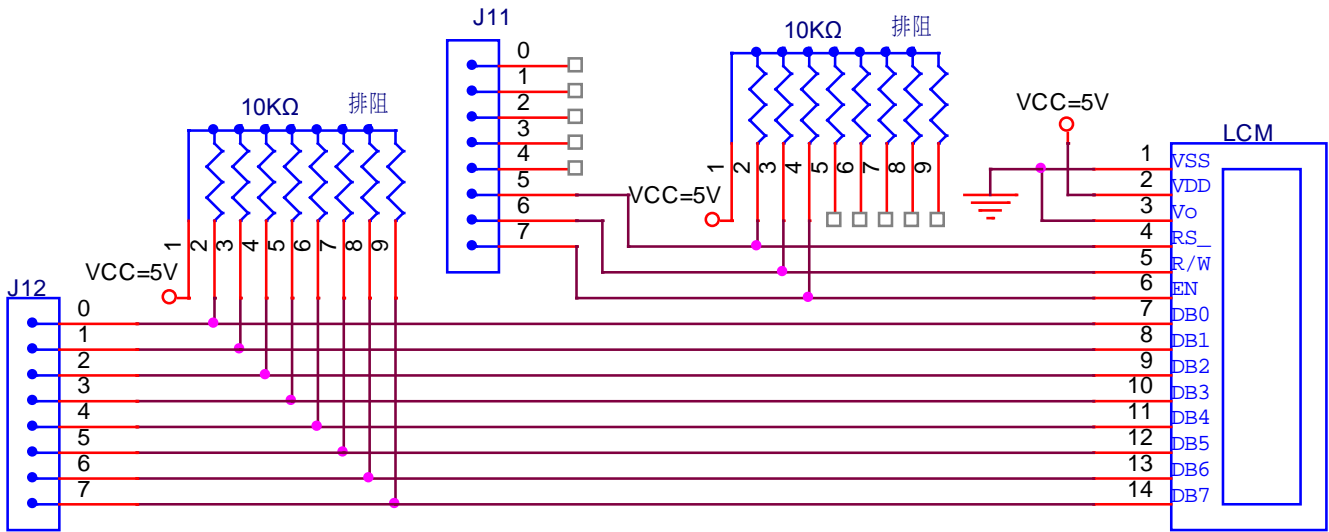 J11
0
1
2
3
4
5
6
7
10KΩ 排阻
1 2 3 4 5 6 7 8 9
VCC=5V
10KΩ 排阻
1 2 3 4 5 6 7 8 9
VCC=5V
J12
0
1
2
3
4
5
6
7
VCC=5V
LCM
1 VSS
2 VDD
3 Vo
4 RS_
5 R/W
6 EN
7 DB0
8 DB1
9 DB2
10 DB3
11 DB4
12 DB5
13 DB6
14 DB7